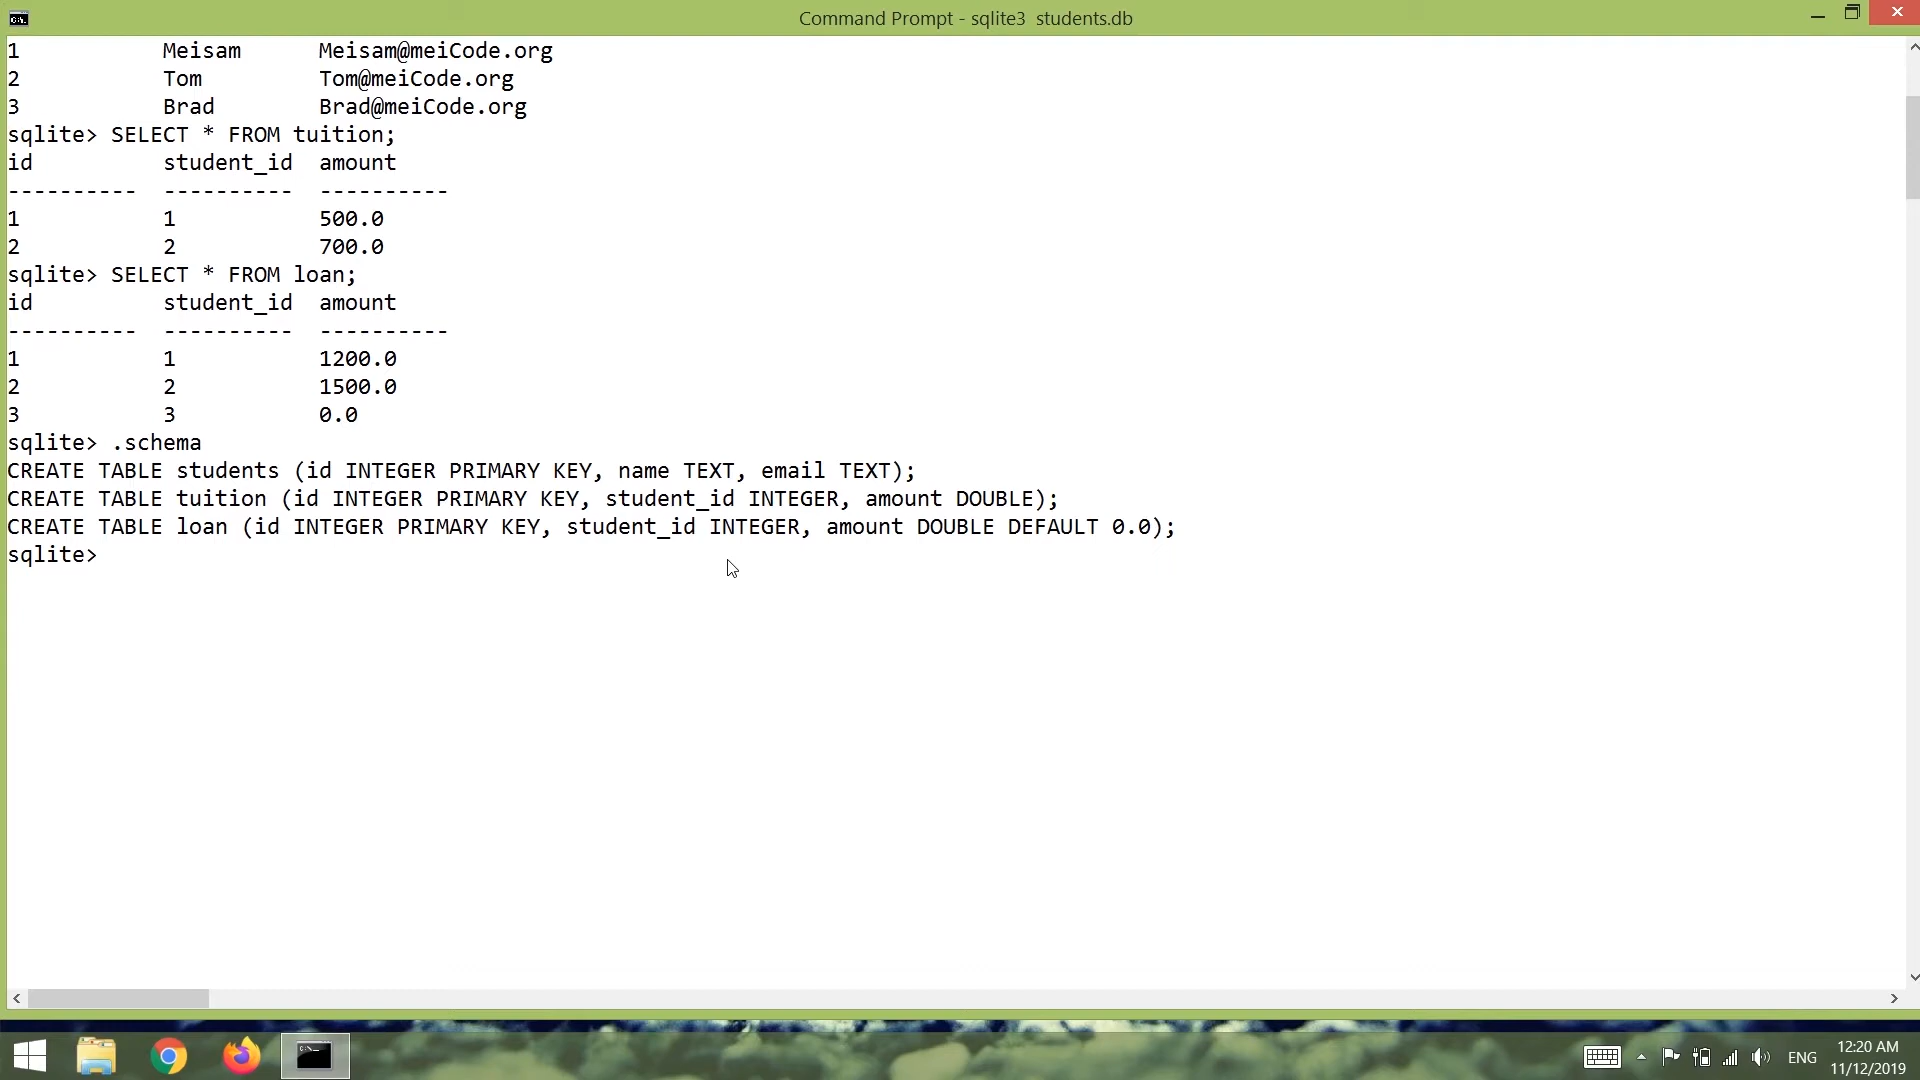 Command Prompt - sqlite3  students.db
1           Meisam      Meisam@meiCode.org
2           Tom         Tom@meiCode.org
3           Brad        Brad@meiCode.org
sqlite> SELECT * FROM tuition;
id          student_id  amount
----------  ----------  ----------
1           1           500.0
2           2           700.0
sqlite> SELECT * FROM loan;
id          student_id  amount
----------  ----------  ----------
1           1           1200.0
2           2           1500.0
3           3           0.0
sqlite> .schema
CREATE TABLE students (id INTEGER PRIMARY KEY, name TEXT, email TEXT);
CREATE TABLE tuition (id INTEGER PRIMARY KEY, student_id INTEGER, amount DOUBLE);
CREATE TABLE loan (id INTEGER PRIMARY KEY, student_id INTEGER, amount DOUBLE DEFAULT 0.0);
sqlite>
ENG
12:20 AM
11/12/2019